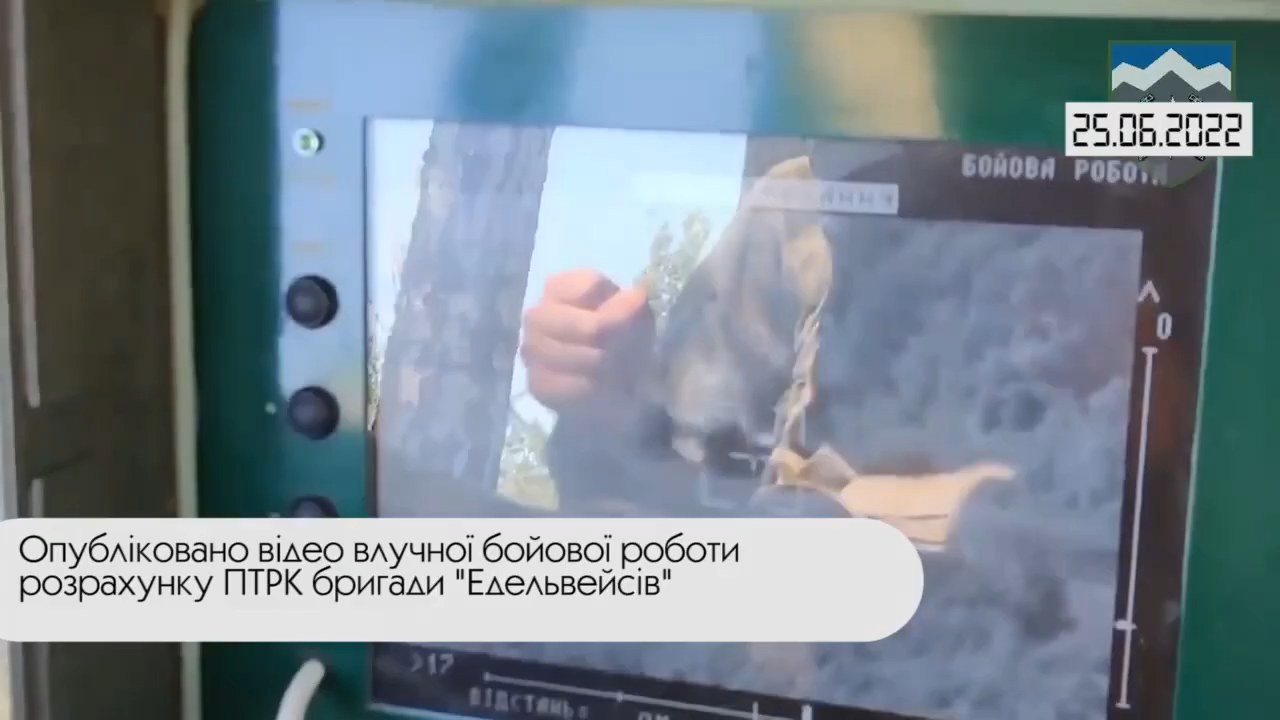 25.06.2022
БОЙОВА РОБОТА
0
Опубліковано відео влучної бойової роботи
розрахунку ПТРК бригади "Едельвейсів"
>17
ВІДСТАНЬ: